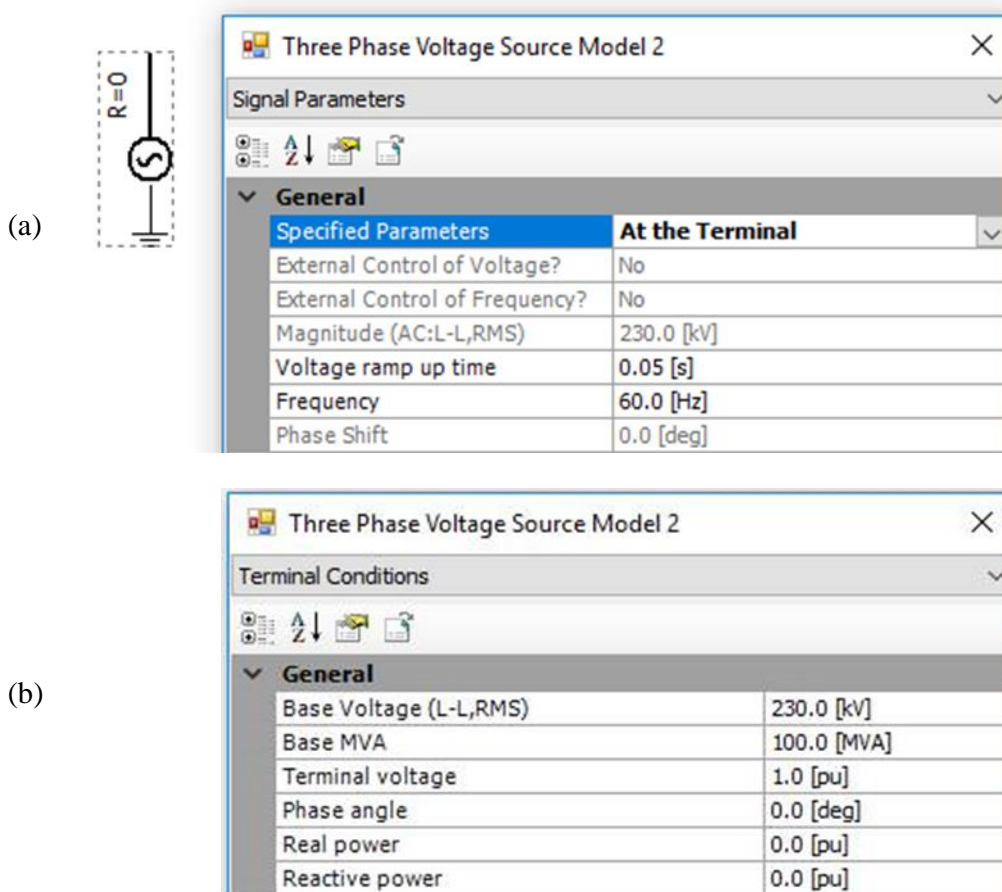 Three Phase Voltage Source Model 2
Signal Parameters
R=0
(a)
General
Specified Parameters At the Terminal
External Control of Voltage? No
External Control of Frequency? No
Magnitude (AC:L-L,RMS) 230.0 [kV]
Voltage ramp up time 0.05 [s]
Frequency 60.0 [Hz]
Phase Shift 0.0 [deg]
Three Phase Voltage Source Model 2
Terminal Conditions
(b)
General
Base Voltage (L-L,RMS) 230.0 [kV]
Base MVA 100.0 [MVA]
Terminal voltage 1.0 [pu]
Phase angle 0.0 [deg]
Real power 0.0 [pu]
Reactive power 0.0 [pu]